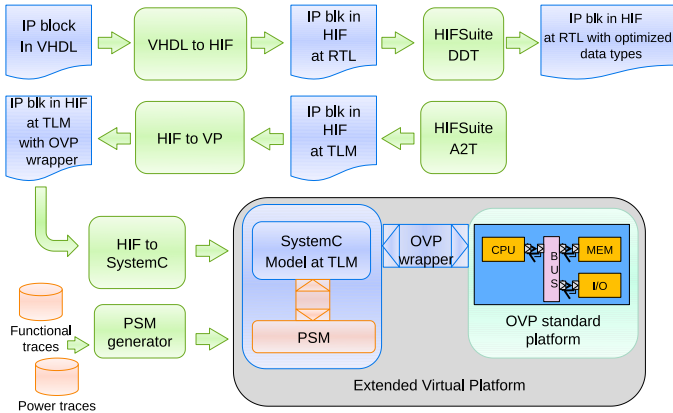 IP block
In VHDL
VHDL to HIF
IP blk in
HIF
at RTL
HIFSuite
DDT
IP blk in HIF
at RTL with optimized
data types
IP blk in HIF
at TLM
with OVP
wrapper
HIF to VP
IP blk in
HIF
at TLM
HIFSuite
A2T
HIF to
SystemC
SystemC
Model at TLM
OVP
wrapper
CPU
BUS
MEM
I/O
OVP standard
platform
Functional
traces
PSM
generator
PSM
Power traces
Extended Virtual Platform